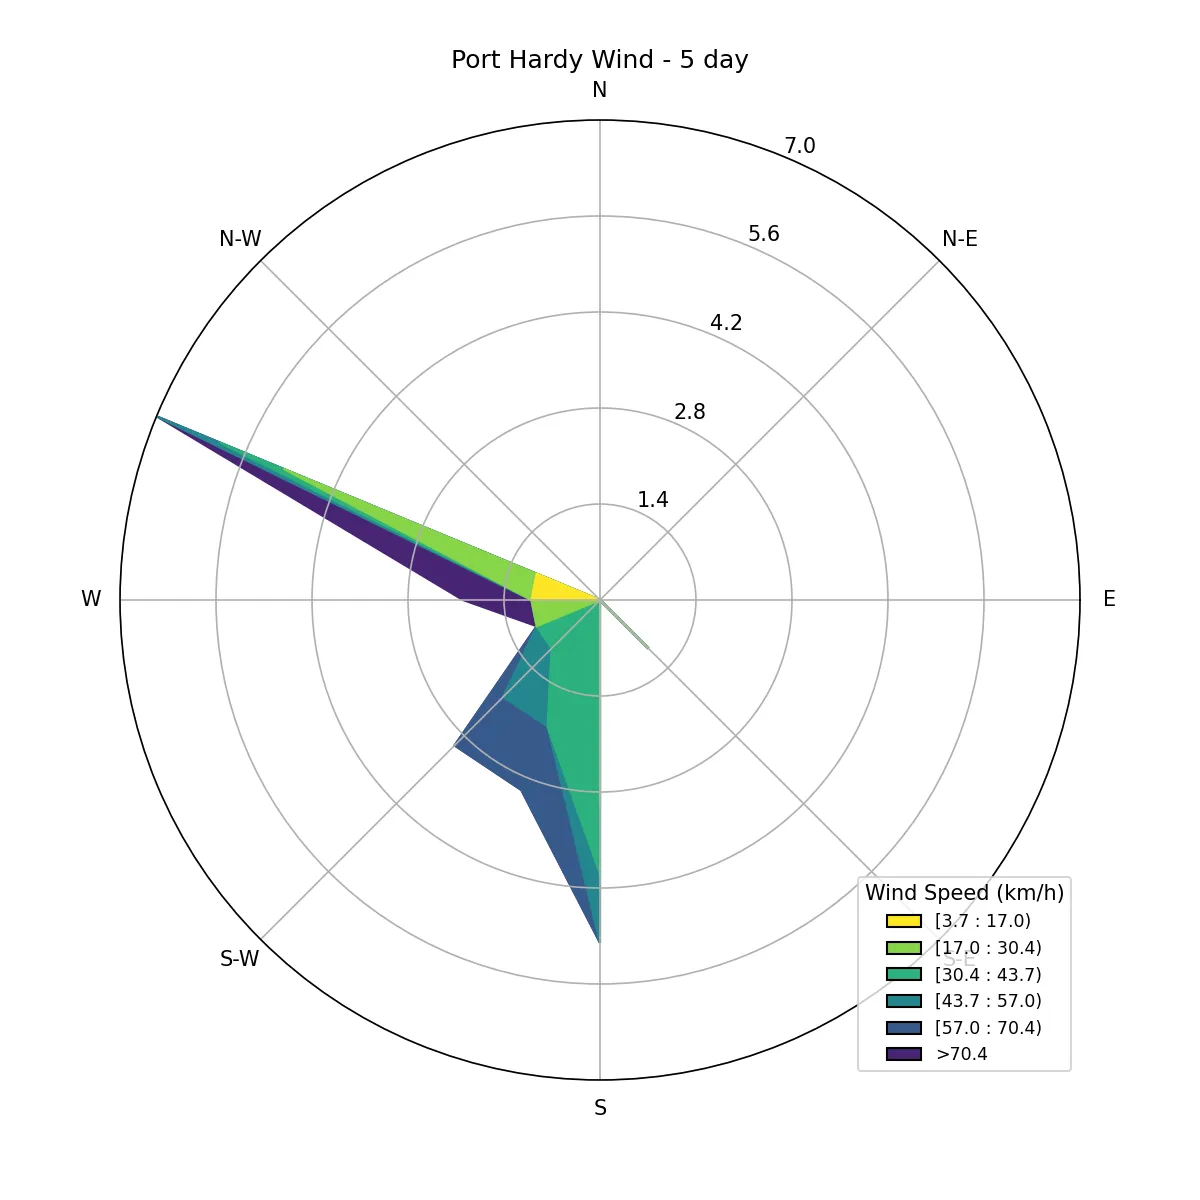 Port Hardy Wind - 5 day
N
7.0
N-W
N-E
5.6
4.2
2.8
1.4
W
E
S-W
S-E
S
Wind Speed (km/h)
[3.7 : 17.0)
[17.0 : 30.4)
[30.4 : 43.7)
[43.7 : 57.0)
[57.0 : 70.4)
>70.4